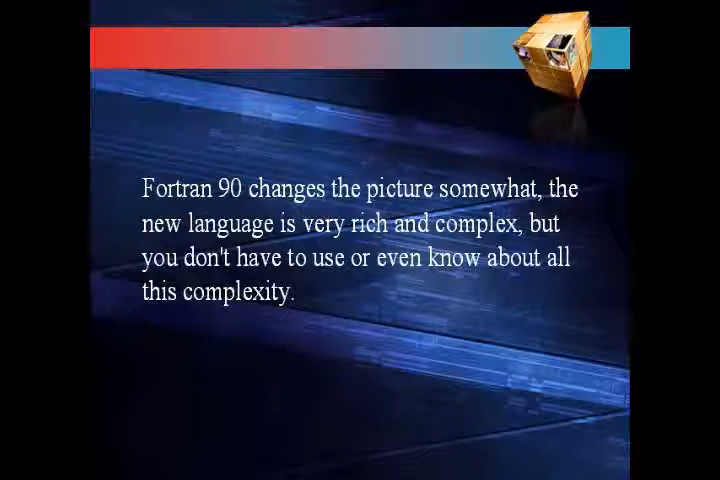 Fortran 90 changes the picture somewhat, the
new language is very rich and complex, but
you don't have to use or even know about all
this complexity.